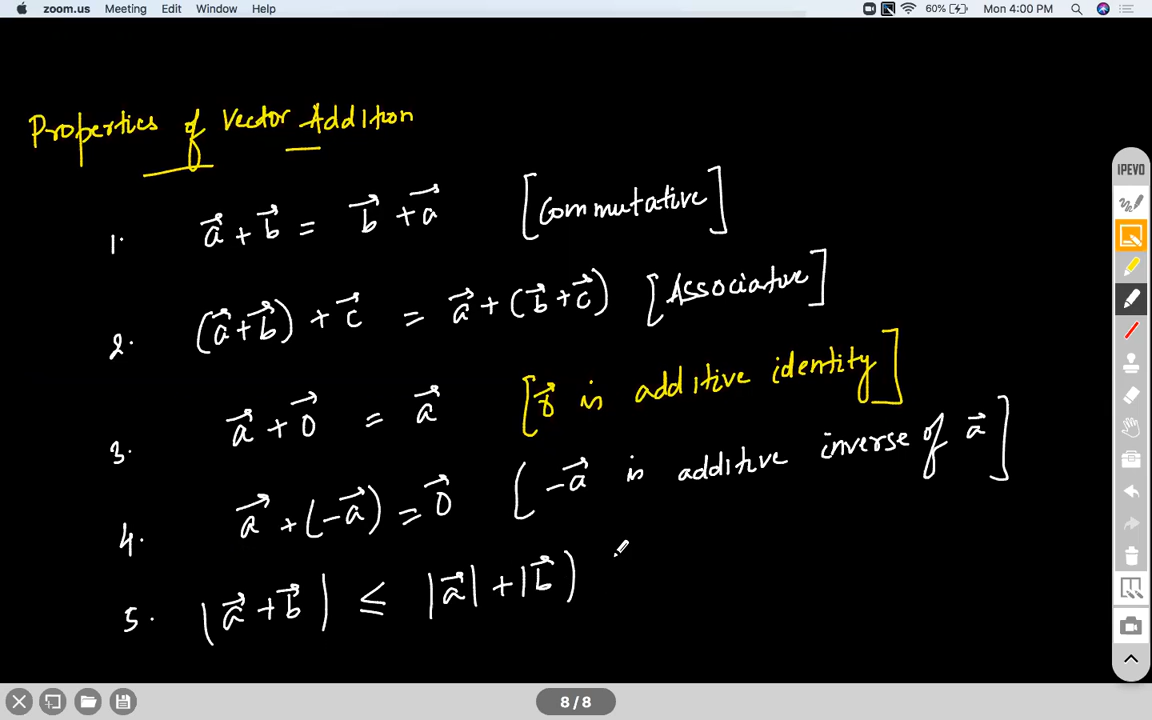 zoom.us Meeting Edit Window Help 60% Mon 4:00 PM
Properties of Vector Addition
1. a⃗ + b⃗ = b⃗ + a⃗ [Commutative]
2. (a⃗ + b⃗) + c⃗ = a⃗ + (b⃗ + c⃗) [Associative]
3. a⃗ + 0⃗ = a⃗ [0⃗ is additive identity]
4. a⃗ + (-a⃗) = 0⃗ [-a⃗ is additive inverse of a⃗]
5. |a⃗ + b⃗| ≤ |a⃗| + |b⃗|
IPEVO
8/8